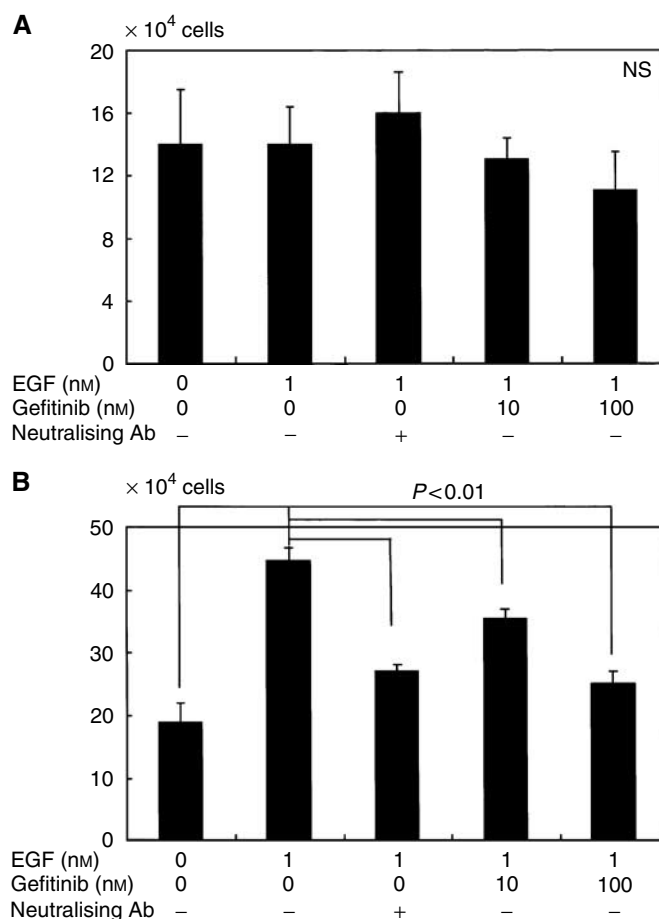 A
× 10⁴ cells
NS
20
16
12
8
4
0
EGF (nM) 0 1 1 1 1
Gefitinib (nM) 0 0 0 10 100
Neutralising Ab – – + – –
B
× 10⁴ cells
P<0.01
50
40
30
20
10
0
EGF (nM) 0 1 1 1 1
Gefitinib (nM) 0 0 0 10 100
Neutralising Ab – – + – –